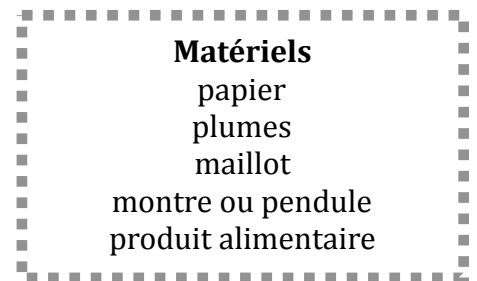 Matériels
papier
plumes
maillot
montre ou pendule
produit alimentaire